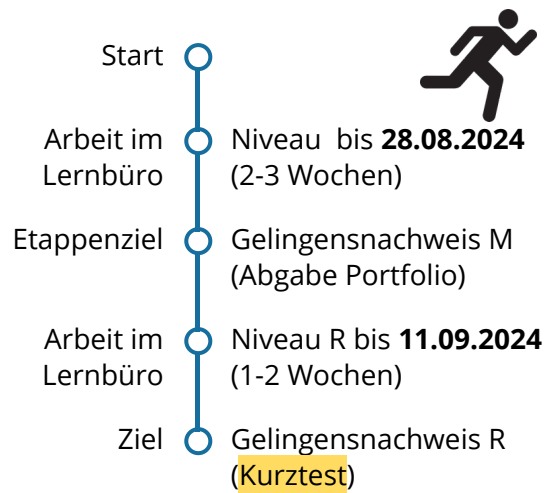 Start
Arbeit im
Lernbüro
Niveau  bis 28.08.2024
(2-3 Wochen)
Etappenziel
Gelingensnachweis M
(Abgabe Portfolio)
Arbeit im
Lernbüro
Niveau R bis 11.09.2024
(1-2 Wochen)
Ziel
Gelingensnachweis R
(Kurztest)